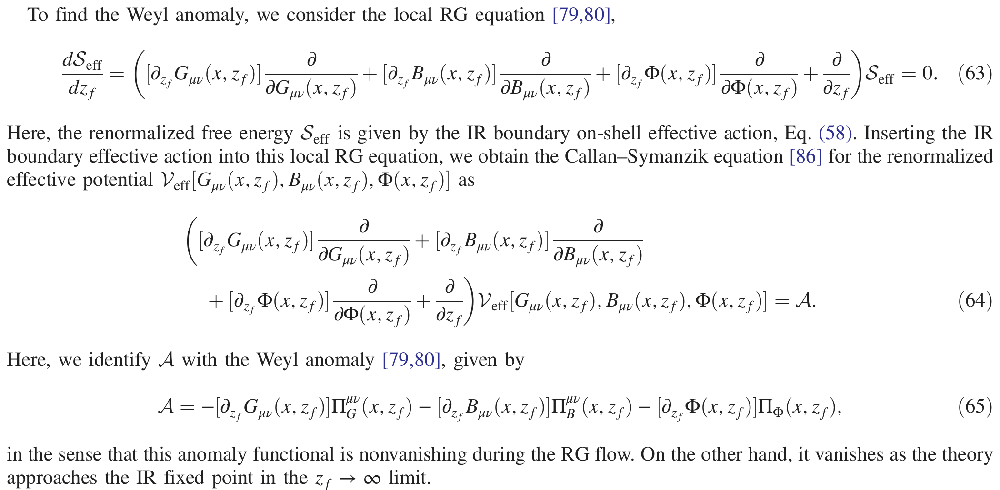 To find the Weyl anomaly, we consider the local RG equation [79,80],
$$\frac{d\mathcal{S}_{\text{eff}}}{dz_f} = \left( [\partial_{z_f} G_{\mu\nu}(x, z_f)] \frac{\partial}{\partial G_{\mu\nu}(x, z_f)} + [\partial_{z_f} B_{\mu\nu}(x, z_f)] \frac{\partial}{\partial B_{\mu\nu}(x, z_f)} + [\partial_{z_f} \Phi(x, z_f)] \frac{\partial}{\partial \Phi(x, z_f)} + \frac{\partial}{\partial z_f} \right) \mathcal{S}_{\text{eff}} = 0. \quad (63)$$
Here, the renormalized free energy $\mathcal{S}_{\text{eff}}$ is given by the IR boundary on-shell effective action, Eq. (58). Inserting the IR
boundary effective action into this local RG equation, we obtain the Callan–Symanzik equation [86] for the renormalized
effective potential $\mathcal{V}_{\text{eff}}[G_{\mu\nu}(x, z_f), B_{\mu\nu}(x, z_f), \Phi(x, z_f)]$ as
$$\left( [\partial_{z_f} G_{\mu\nu}(x, z_f)] \frac{\partial}{\partial G_{\mu\nu}(x, z_f)} + [\partial_{z_f} B_{\mu\nu}(x, z_f)] \frac{\partial}{\partial B_{\mu\nu}(x, z_f)} \right.$$
$$\left. + [\partial_{z_f} \Phi(x, z_f)] \frac{\partial}{\partial \Phi(x, z_f)} + \frac{\partial}{\partial z_f} \right) \mathcal{V}_{\text{eff}}[G_{\mu\nu}(x, z_f), B_{\mu\nu}(x, z_f), \Phi(x, z_f)] = \mathcal{A}. \quad (64)$$
Here, we identify $\mathcal{A}$ with the Weyl anomaly [79,80], given by
$$\mathcal{A} = -[\partial_{z_f} G_{\mu\nu}(x, z_f)] \Pi_G^{\mu\nu}(x, z_f) - [\partial_{z_f} B_{\mu\nu}(x, z_f)] \Pi_B^{\mu\nu}(x, z_f) - [\partial_{z_f} \Phi(x, z_f)] \Pi_\Phi(x, z_f), \quad (65)$$
in the sense that this anomaly functional is nonvanishing during the RG flow. On the other hand, it vanishes as the theory
approaches the IR fixed point in the $z_f \to \infty$ limit.